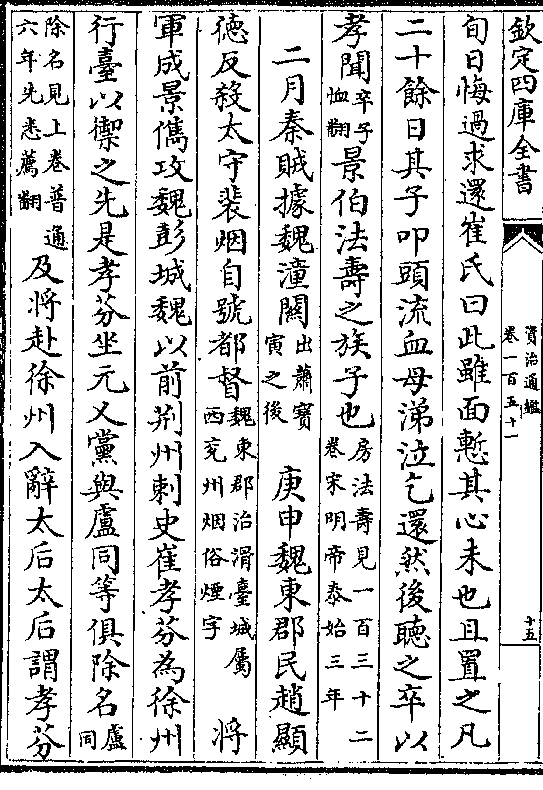 欽定四庫全書
資治通鑑
卷一百五十一
十五
旬日悔過求還崔氏曰此雖面慙其心未也且置之凡
二十餘日其子叩頭流血母涕泣乞還然後聽之卒以
孝聞卒子恤翻景伯法壽之族子也房法壽見一百三十二卷宋明帝泰始三年
二月秦賊據魏潼關出蕭寶寅之後庚申魏東郡民趙顯
德反殺太守裴烟自號都督魏東郡治滑臺城屬西兖州烟俗煙字將
軍成景儁攻魏彭城魏以前荆州刺史崔孝芬為徐州
行臺以禦之先是孝芬坐元乂黨與盧同等俱除名盧同
除名見上卷普通六年先悉薦翻及將赴徐州入辭太后太后謂孝芬